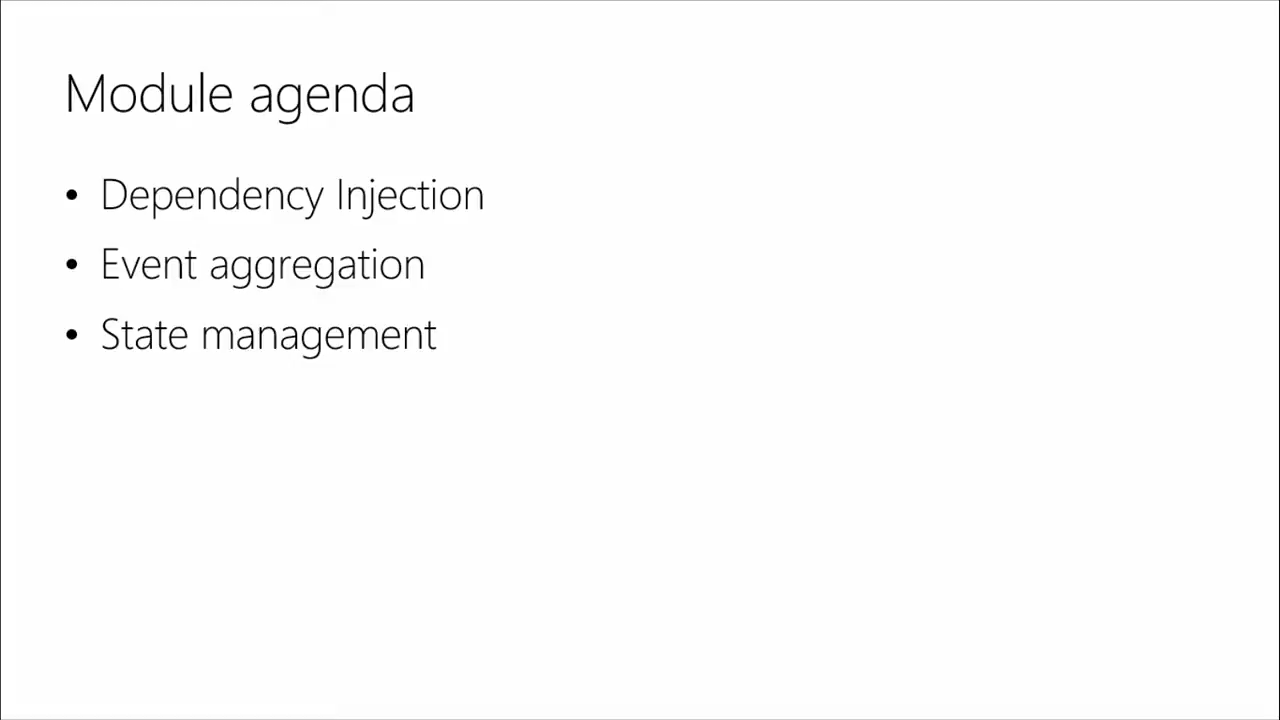 Module agenda
• Dependency Injection
• Event aggregation
• State management